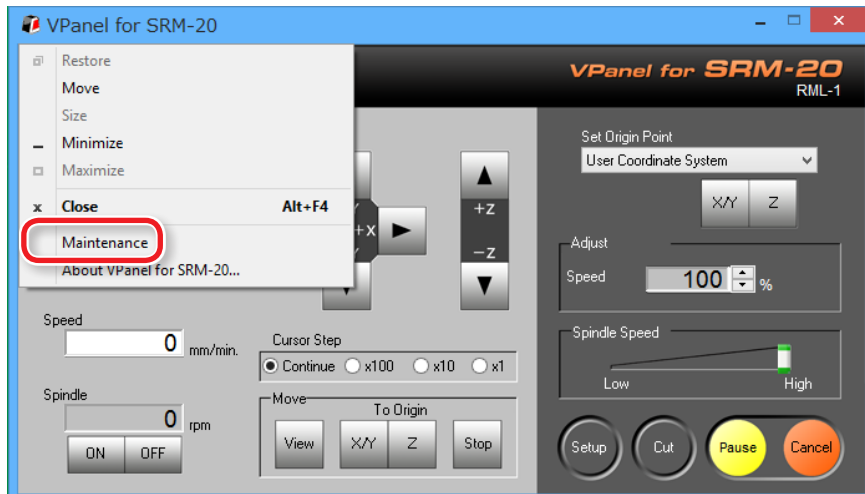 VPanel for SRM-20
Restore
Move
Size
Minimize
Maximize
x Close Alt+F4
Maintenance
About VPanel for SRM-20...
VPanel for SRM-20
RML-1
+x
+Z
−Z
Speed
0 mm/min.
Spindle
0 rpm
ON OFF
Cursor Step
Continue x100 x10 x1
Move
To Origin
View X/Y Z Stop
Set Origin Point
User Coordinate System
X/Y Z
Adjust
Speed 100 %
Spindle Speed
Low High
Setup Cut Pause Cancel